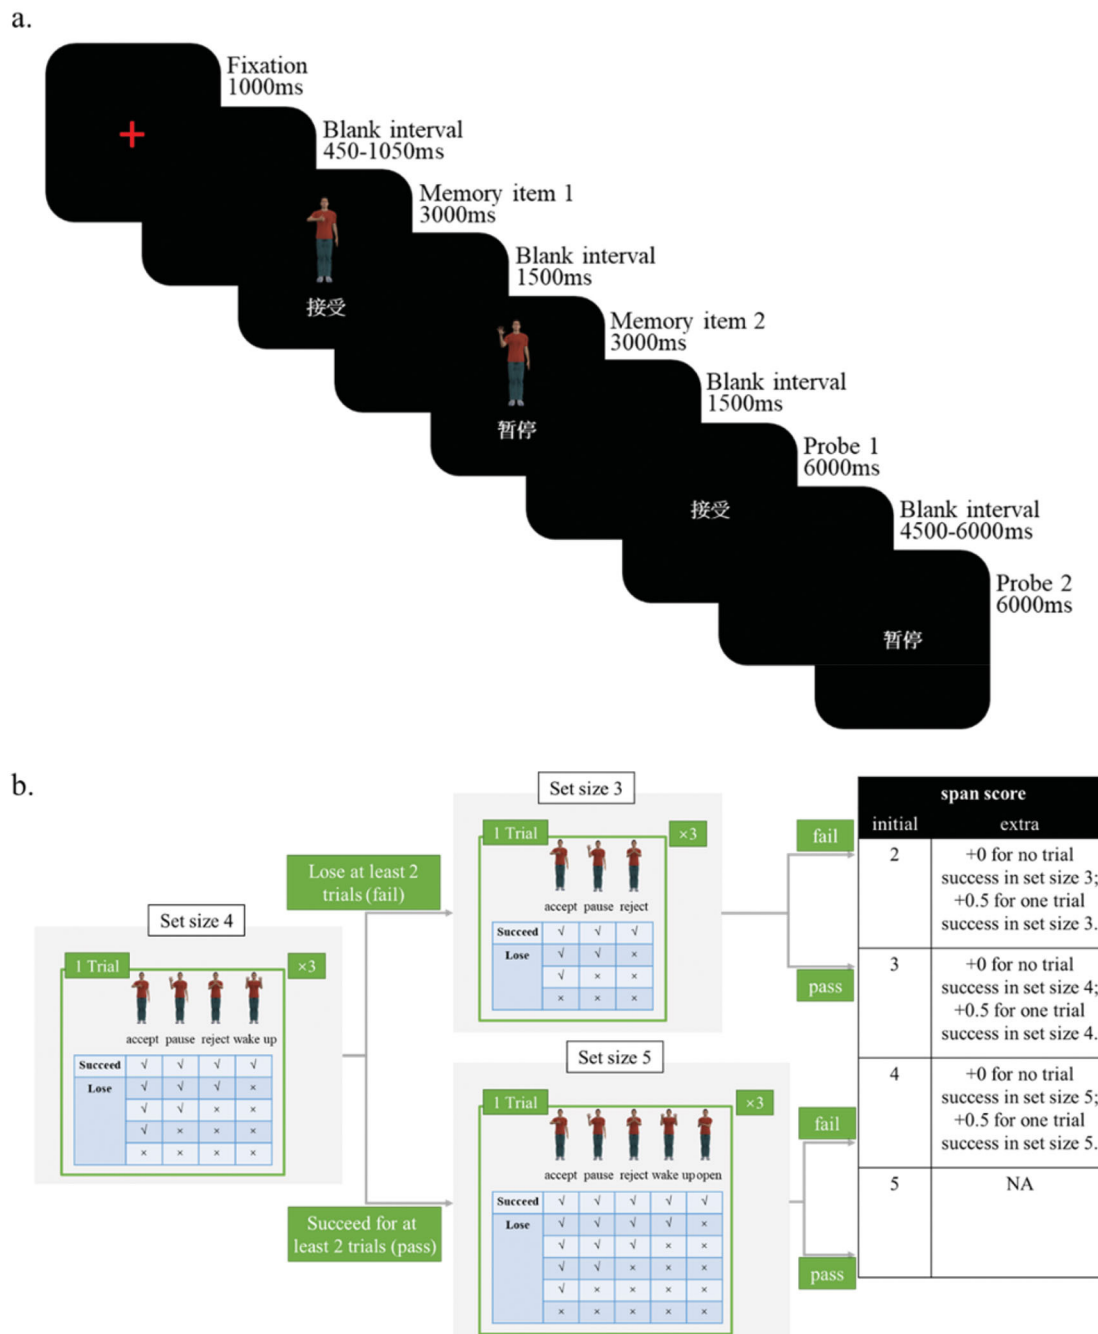 a.
Fixation
1000ms
Blank interval
450-1050ms
Memory item 1
3000ms
接受
Blank interval
1500ms
Memory item 2
3000ms
暂停
Blank interval
1500ms
Probe 1
6000ms
接受
Blank interval
4500-6000ms
Probe 2
6000ms
暂停
b.
Set size 4
1 Trial
×3
accept pause reject wake up
Succeed √ √ √ √
Lose √ √ √ ×
√ √ × ×
√ × × ×
× × × ×
Lose at least 2
trials (fail)
Succeed for at
least 2 trials (pass)
Set size 3
1 Trial
×3
accept pause reject
Succeed √ √ √
Lose √ √ ×
√ × ×
× × ×
Set size 5
1 Trial
×3
accept pause reject wake up open
Succeed √ √ √ √ √
Lose √ √ √ √ ×
√ √ √ × ×
√ √ × × ×
√ × × × ×
× × × × ×
fail
pass
fail
pass
span score
initial extra
2 +0 for no trial
success in set size 3;
+0.5 for one trial
success in set size 3.
3 +0 for no trial
success in set size 4;
+0.5 for one trial
success in set size 4.
4 +0 for no trial
success in set size 5;
+0.5 for one trial
success in set size 5.
5 NA